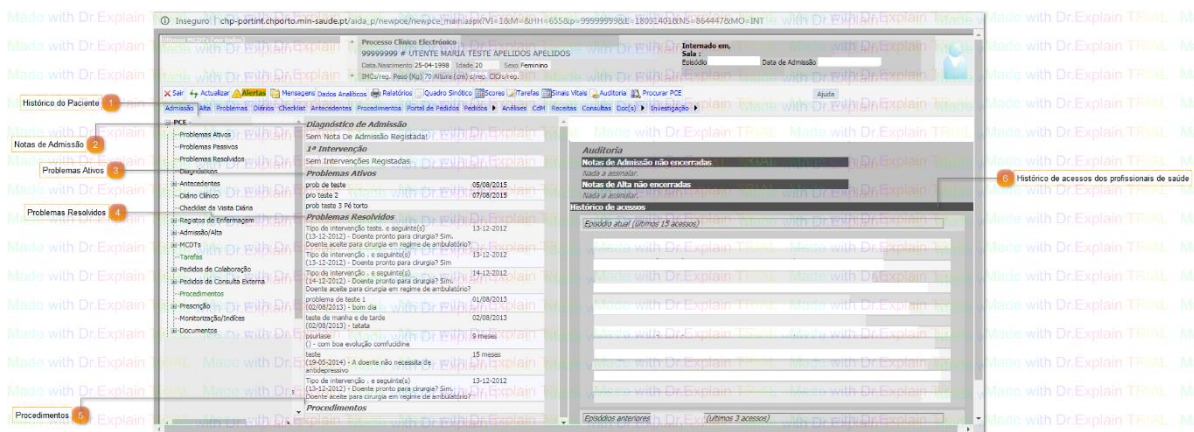 Inseguro | chp-portint.chporto.min-saude.pt/aida_p/newpce/newpce_main.aspx?VI=1&M=&HH=655&p=99999999&E=18091401&NS=864447&MO=INT
Processo Clínico Electrónico
99999999 # UTENTE MARIA TESTE APELIDOS APELIDOS
Data.Nascimento 25-04-1998 Idade 20 Sexo Feminino
Internado em,
Sala :
Episódio Data de Admissão
Sair Actualizar Alertas Mensagens Dados Analíticos Relatórios Quadro Sinótico Scores Tarefas Sinais Vitais Auditoria Procurar PCE Ajuda
Admissão Alta Problemas Diários Checklist Antecedentes Procedimentos Portal de Pedidos Pedidos Análises CdM Receitas Consultas Doc(s) Investigação
Histórico do Paciente 1
Notas de Admissão 2
Problemas Ativos 3
Problemas Resolvidos 4
Procedimentos 5
6 Histórico de acessos dos profissionais de saúde
PCE
Problemas Ativos
Problemas Passivos
Problemas Resolvidos
Diagnósticos
Antecedentes
Diário Clínico
Checklist da Visita Diária
Registos de Enfermagem
Admissão/Alta
MCDTs
Tarefas
Pedidos de Colaboração
Pedidos de Consulta Externa
Procedimentos
Prescrição
Monitorização/Índices
Documentos
Diagnóstico de Admissão
Sem Nota De Admissão Registada!
1ª Intervenção
Sem Intervenções Registadas
Problemas Ativos
prob de teste 05/08/2015
pro teste 2 07/08/2015
prob teste 3 Pé torto
Problemas Resolvidos
Tipo de intervenção teste. e seguinte(s) 13-12-2012
(13-12-2012) - Doente pronto para cirurgia? Sim.
Doente aceite para cirurgia em regime de ambulatório?
Tipo de intervenção . e seguinte(s) 13-12-2012
(13-12-2012) - Doente pronto para cirurgia? Sim
Tipo de intervenção . e seguinte(s) 14-12-2012
(14-12-2012) - Doente pronto para cirurgia? Sim.
Doente aceite para cirurgia em regime de ambulatório?
problema de teste 1 01/08/2013
(02/08/2013) - bom dia
teste de manha e de tarde 02/08/2013
(02/08/2013) - tatata
psoríase 9 meses
() - com boa evolução com
teste 15 meses
(19-05-2014) - A doente não necessita de
antidepressivo
Tipo de intervenção . e seguinte(s) 13-12-2012
(13-12-2012) - Doente pronto para cirurgia? Sim.
Doente aceite para cirurgia em regime de ambulatório?
Procedimentos
Auditoria
Notas de Admissão não encerradas
Nada a assinalar.
Notas de Alta não encerradas
Nada a assinalar.
Histórico de acessos
Episódio atual (últimos 15 acessos)
Episódios anteriores (últimos 3 acessos)
Made with Dr.Explain TRIAL